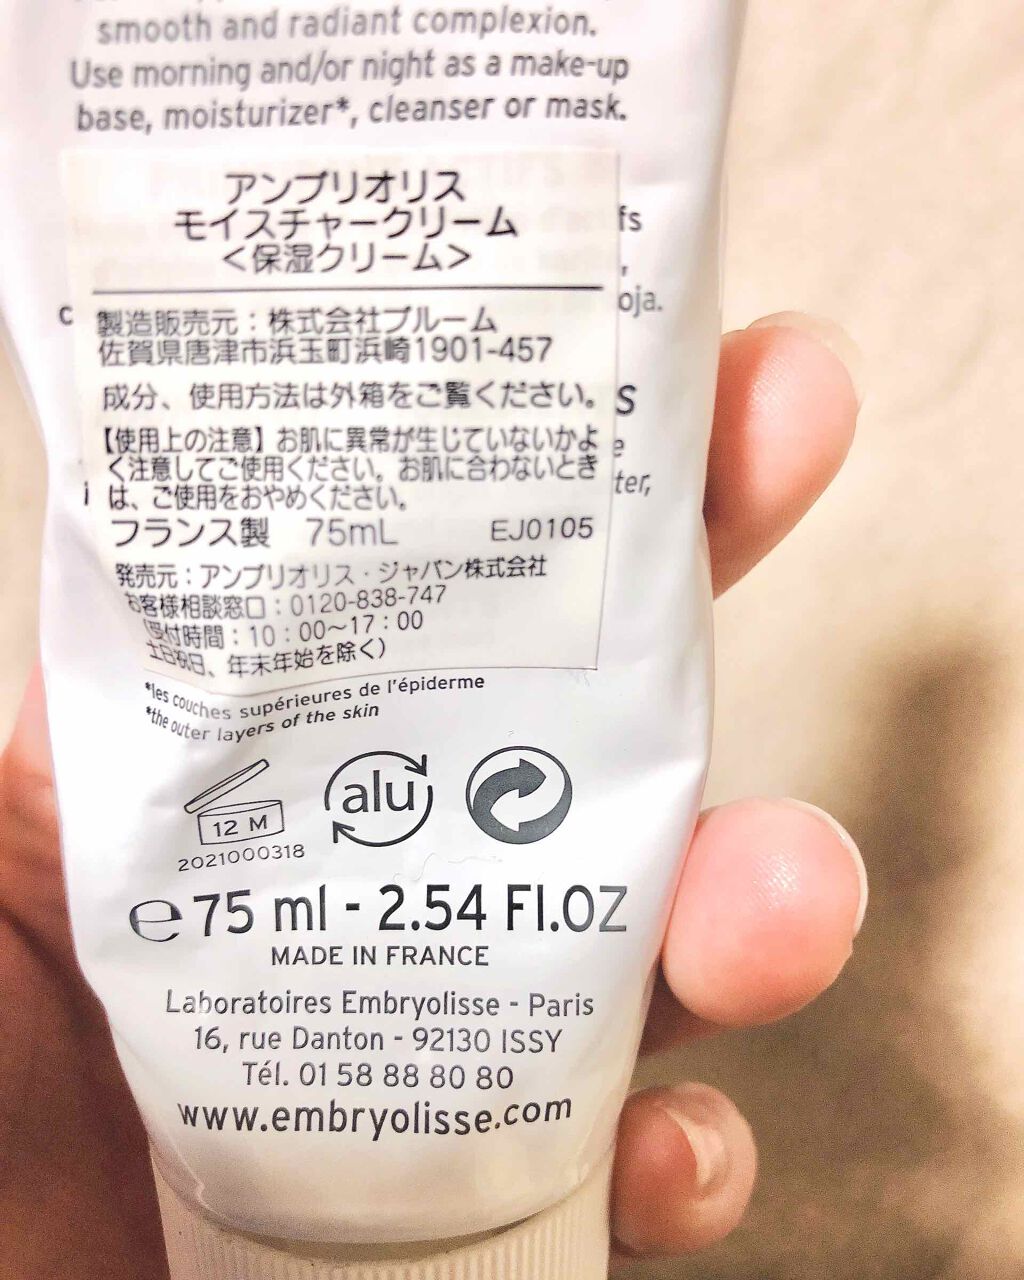 smooth and radiant complexion.
Use morning and/or night as a make-up
base, moisturizer*, cleanser or mask.
アンブリオリス
モイスチャークリーム
＜保湿クリーム＞
fs
,
oja.
c
製造販売元：株式会社ブルーム
佐賀県唐津市浜玉町浜崎1901-457
成分、使用方法は外箱をご覧ください。
S
【使用上の注意】お肌に異常が生じていないかよ
e
く注意してご使用ください。お肌に合わないとき
ter,
i
は、ご使用をおやめください。
フランス製 75mL EJ0105
発売元：アンブリオリス・ジャパン株式会社
お客様相談窓口：0120-838-747
(受付時間：10：00～17：00
土日祝日、年末年始を除く)
*les couches supérieures de l'épiderme
*the outer layers of the skin
12 M
alu
2021000318
e 75 ml - 2.54 Fl.OZ
MADE IN FRANCE
Laboratoires Embryolisse - Paris
16, rue Danton - 92130 ISSY
Tél. 01 58 88 80 80
www.embryolisse.com